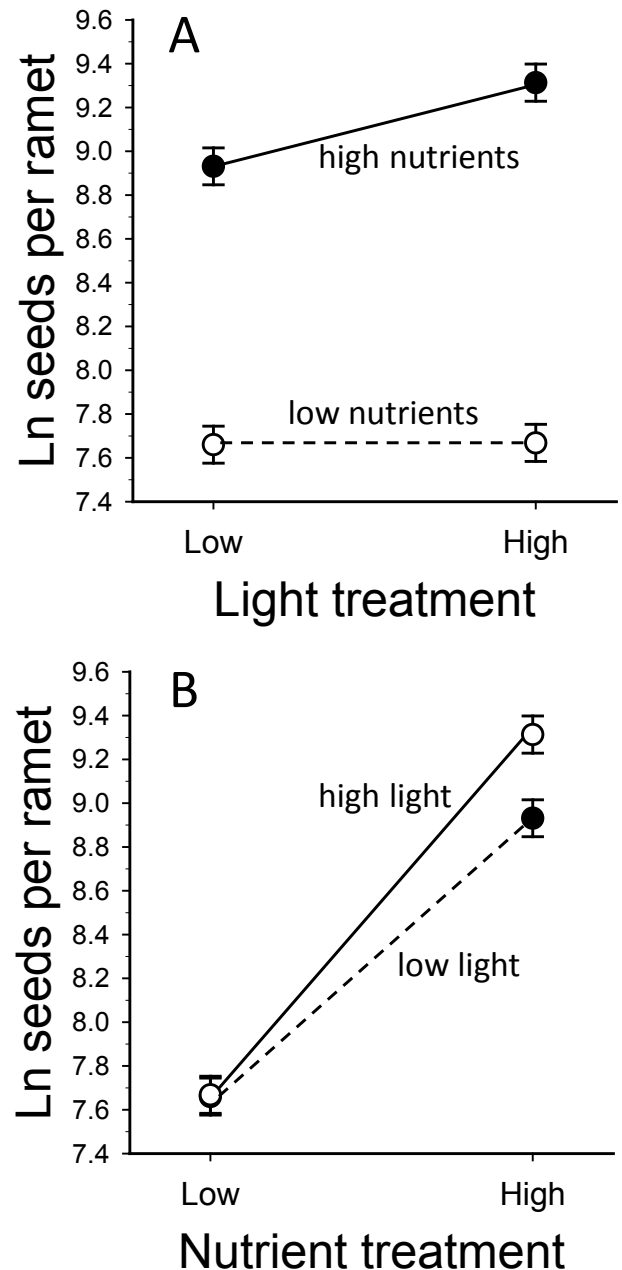 A
Ln seeds per ramet
9.6
9.4
9.2
9.0
8.8
8.6
8.4
8.2
8.0
7.8
7.6
7.4
high nutrients
low nutrients
Low
High
Light treatment
B
Ln seeds per ramet
9.6
9.4
9.2
9.0
8.8
8.6
8.4
8.2
8.0
7.8
7.6
7.4
high light
low light
Low
High
Nutrient treatment